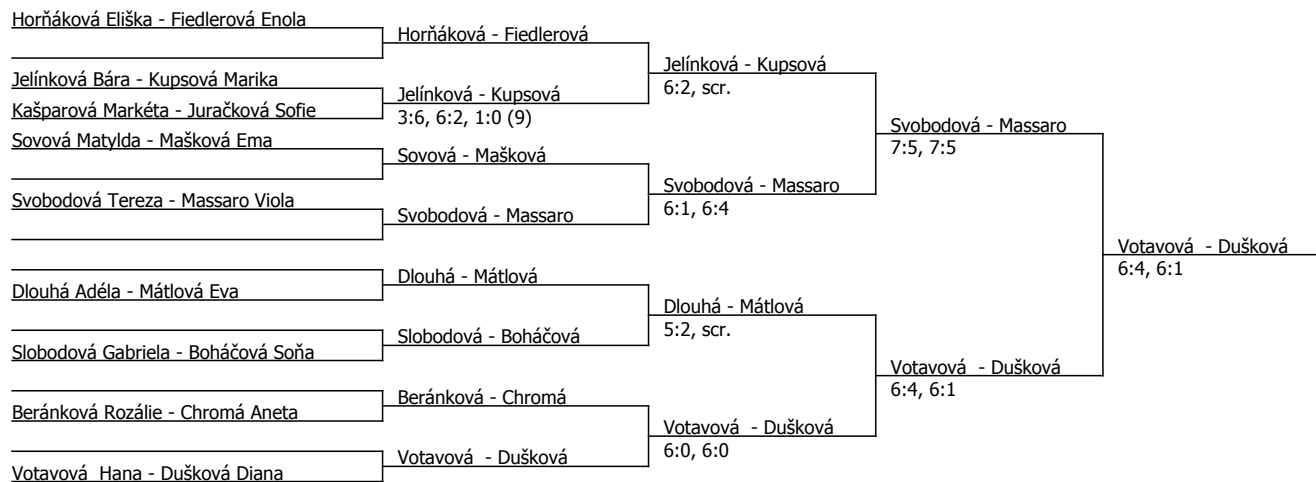 Horňáková Eliška - Fiedlerová Enola
Jelínková Bára - Kupsová Marika
Kašparová Markéta - Juračková Sofie
Sovová Matylda - Mašková Ema
Svobodová Tereza - Massaro Viola
Dlouhá Adéla - Mátlová Eva
Slobodová Gabriela - Boháčová Soňa
Beránková Rozálie - Chromá Aneta
Votavová  Hana - Dušková Diana
Horňáková - Fiedlerová
Jelínková - Kupsová
3:6, 6:2, 1:0 (9)
Sovová - Mašková
Svobodová - Massaro
Dlouhá - Mátlová
Slobodová - Boháčová
Beránková - Chromá
Votavová  - Dušková
Jelínková - Kupsová
6:2, scr.
Svobodová - Massaro
6:1, 6:4
Dlouhá - Mátlová
5:2, scr.
Votavová  - Dušková
6:0, 6:0
Svobodová - Massaro
7:5, 7:5
Votavová  - Dušková
6:4, 6:1
Votavová  - Dušková
6:4, 6:1